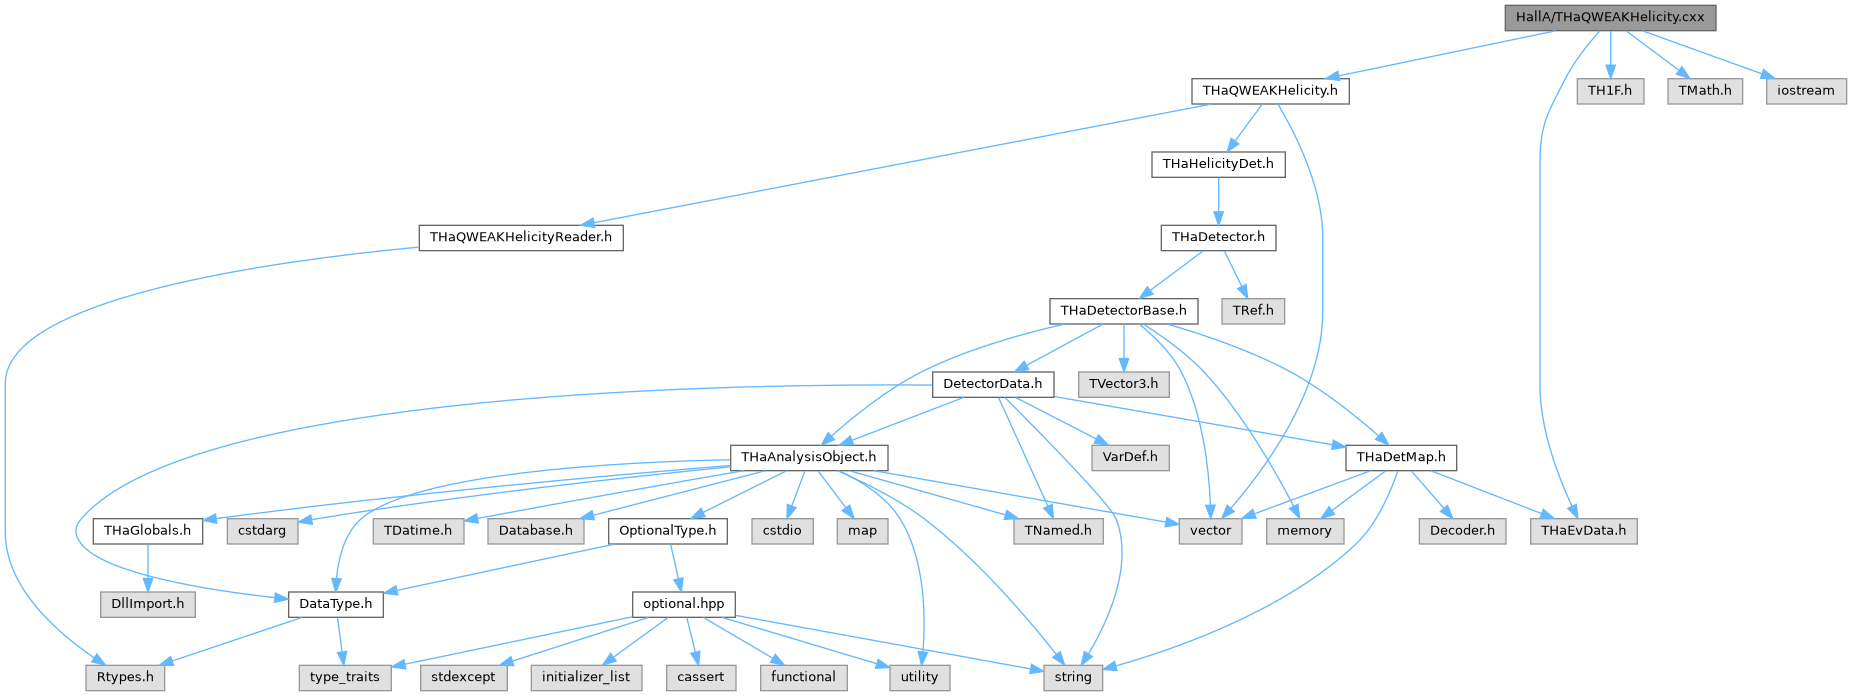 HallA/THaQWEAKHelicity.cxx
THaQWEAKHelicity.h
TH1F.h
TMath.h
iostream
THaHelicityDet.h
THaQWEAKHelicityReader.h
THaDetector.h
THaDetectorBase.h
TRef.h
DetectorData.h
TVector3.h
THaAnalysisObject.h
VarDef.h
THaDetMap.h
THaGlobals.h
cstdarg
TDatime.h
Database.h
OptionalType.h
cstdio
map
TNamed.h
vector
memory
Decoder.h
THaEvData.h
DllImport.h
DataType.h
optional.hpp
Rtypes.h
type_traits
stdexcept
initializer_list
cassert
functional
utility
string